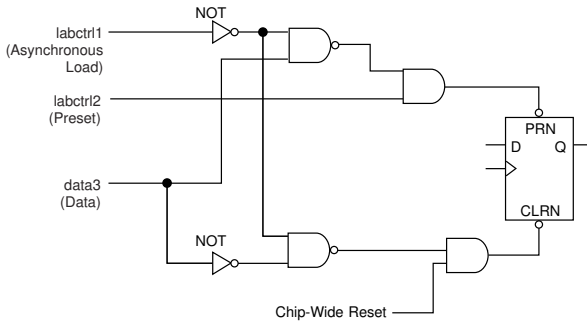 NOT
labctrl1
(Asynchronous
Load)
labctrl2
(Preset)
PRN
D Q
data3
(Data)
CLRN
NOT
Chip-Wide Reset